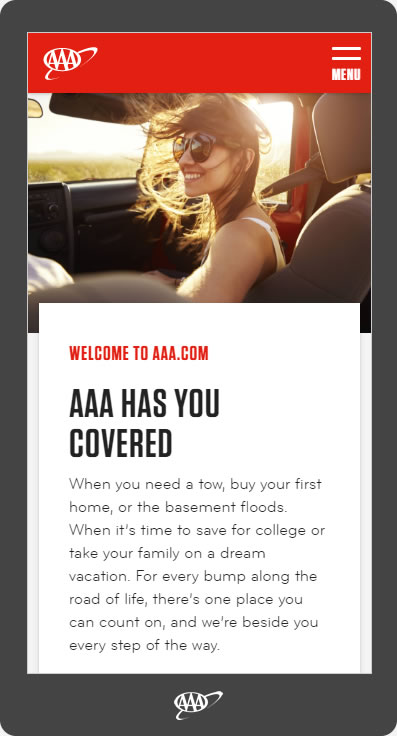 AAA
MENU
WELCOME TO AAA.COM
AAA HAS YOU
COVERED
When you need a tow, buy your first
home, or the basement floods.
When it's time to save for college or
take your family on a dream
vacation. For every bump along the
road of life, there's one place you
can count on, and we're beside you
every step of the way.
AAA